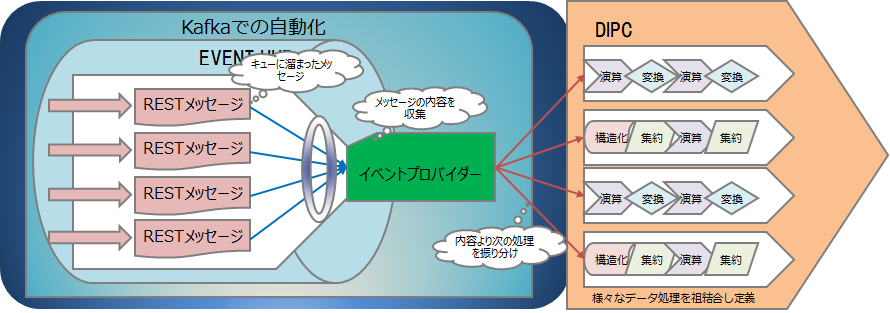 Kafkaでの自動化
EVENT HUB
キューに溜まったメッ
セージ
RESTメッセージ
RESTメッセージ
RESTメッセージ
RESTメッセージ
メッセージの内容を
収集
イベントプロバイダー
内容より次の処理
を振り分け
DIPC
演算 変換 演算 変換
構造化 集約 演算 集約
演算 変換 演算 変換
構造化 集約 演算 集約
様々なデータ処理を祖結合し定義